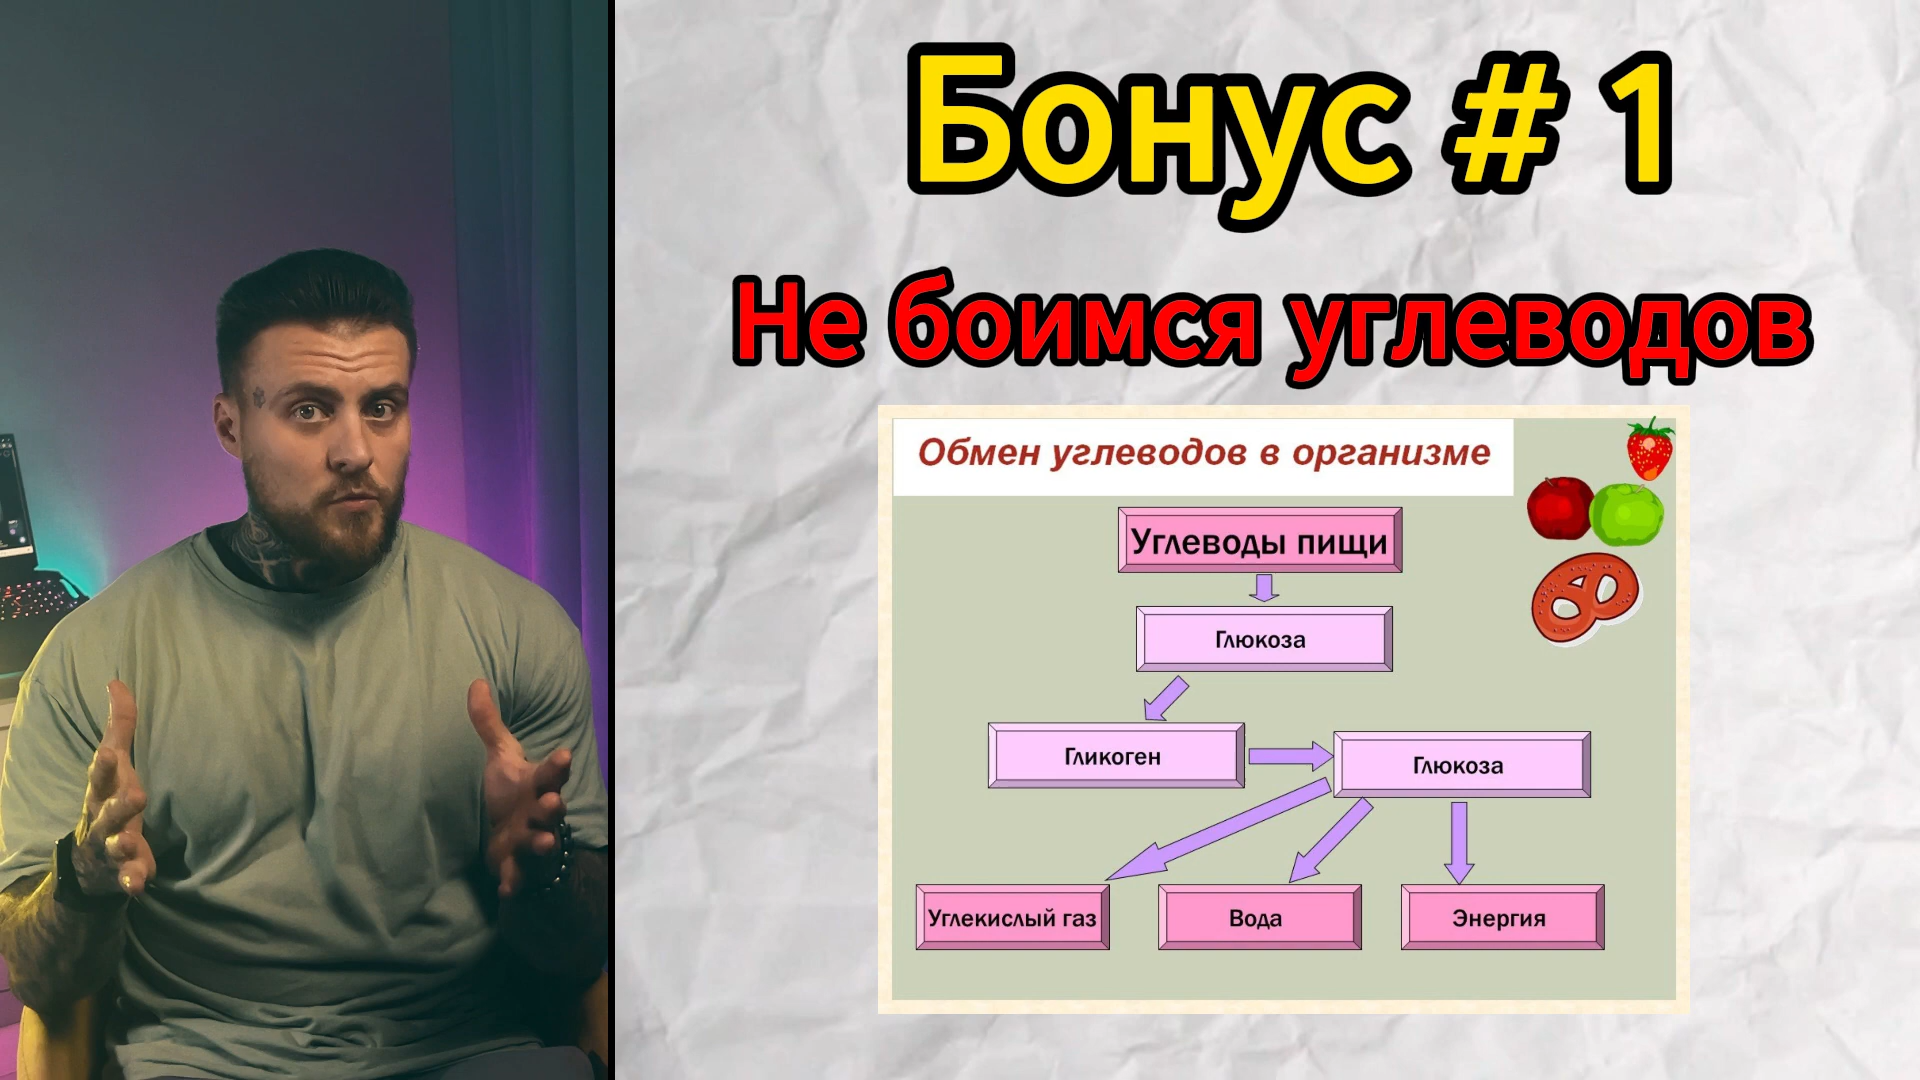 Бонус # 1
Не боимся углеводов
Обмен углеводов в организме
Углеводы пищи
Глюкоза
Гликоген
Глюкоза
Углекислый газ
Вода
Энергия